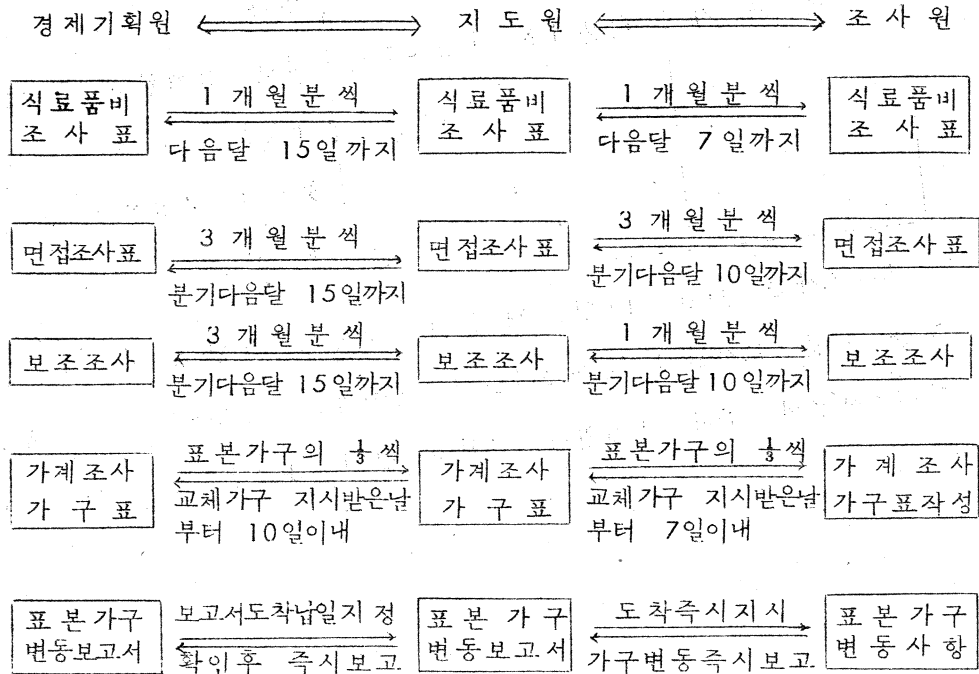 경제기획원 지도원 조사원
1개월분씩 1개월분씩
식료품비 식료품비 식료품비
조사표 조사표 조사표
다음달 15일까지 다음달 7일까지
3개월분씩 3개월분씩
면접조사표 면접조사표 면접조사표
분기다음달 15일까지 분기다음달 10일까지
3개월분씩 1개월분씩
보조조사 보조조사 보조조사
분기다음달 15일까지 분기다음달 10일까지
표본가구의 ⅓씩 표본가구의 ⅓씩
가계조사 가계조사 가계조사
교체가구 지시받은날 교체가구 지시받은날
가구표 가구표 가구표작성
부터 10일이내 부터 7일이내
보고서도착납일지정 도착즉시지시
표본가구 표본가구 표본가구
변동보고서 변동보고서 변동사항
확인후 즉시보고 가구변동즉시보고